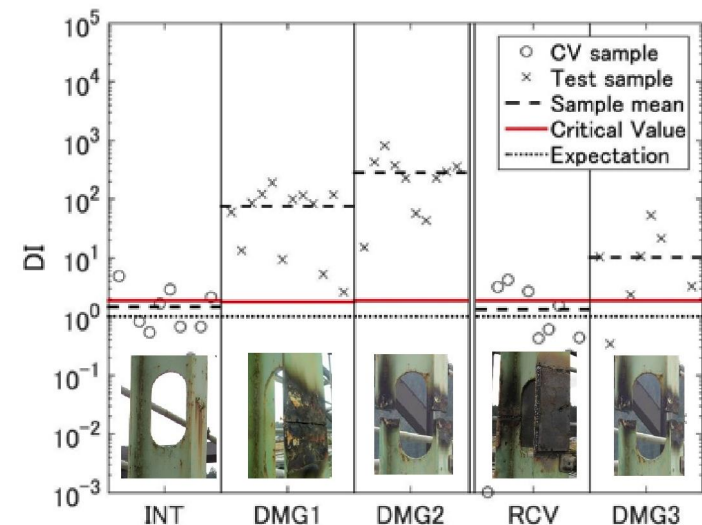 CV sample
Test sample
Sample mean
Critical Value
Expectation
DI
10^5
10^4
10^3
10^2
10^1
10^0
10^-1
10^-2
10^-3
INT DMG1 DMG2 RCV DMG3